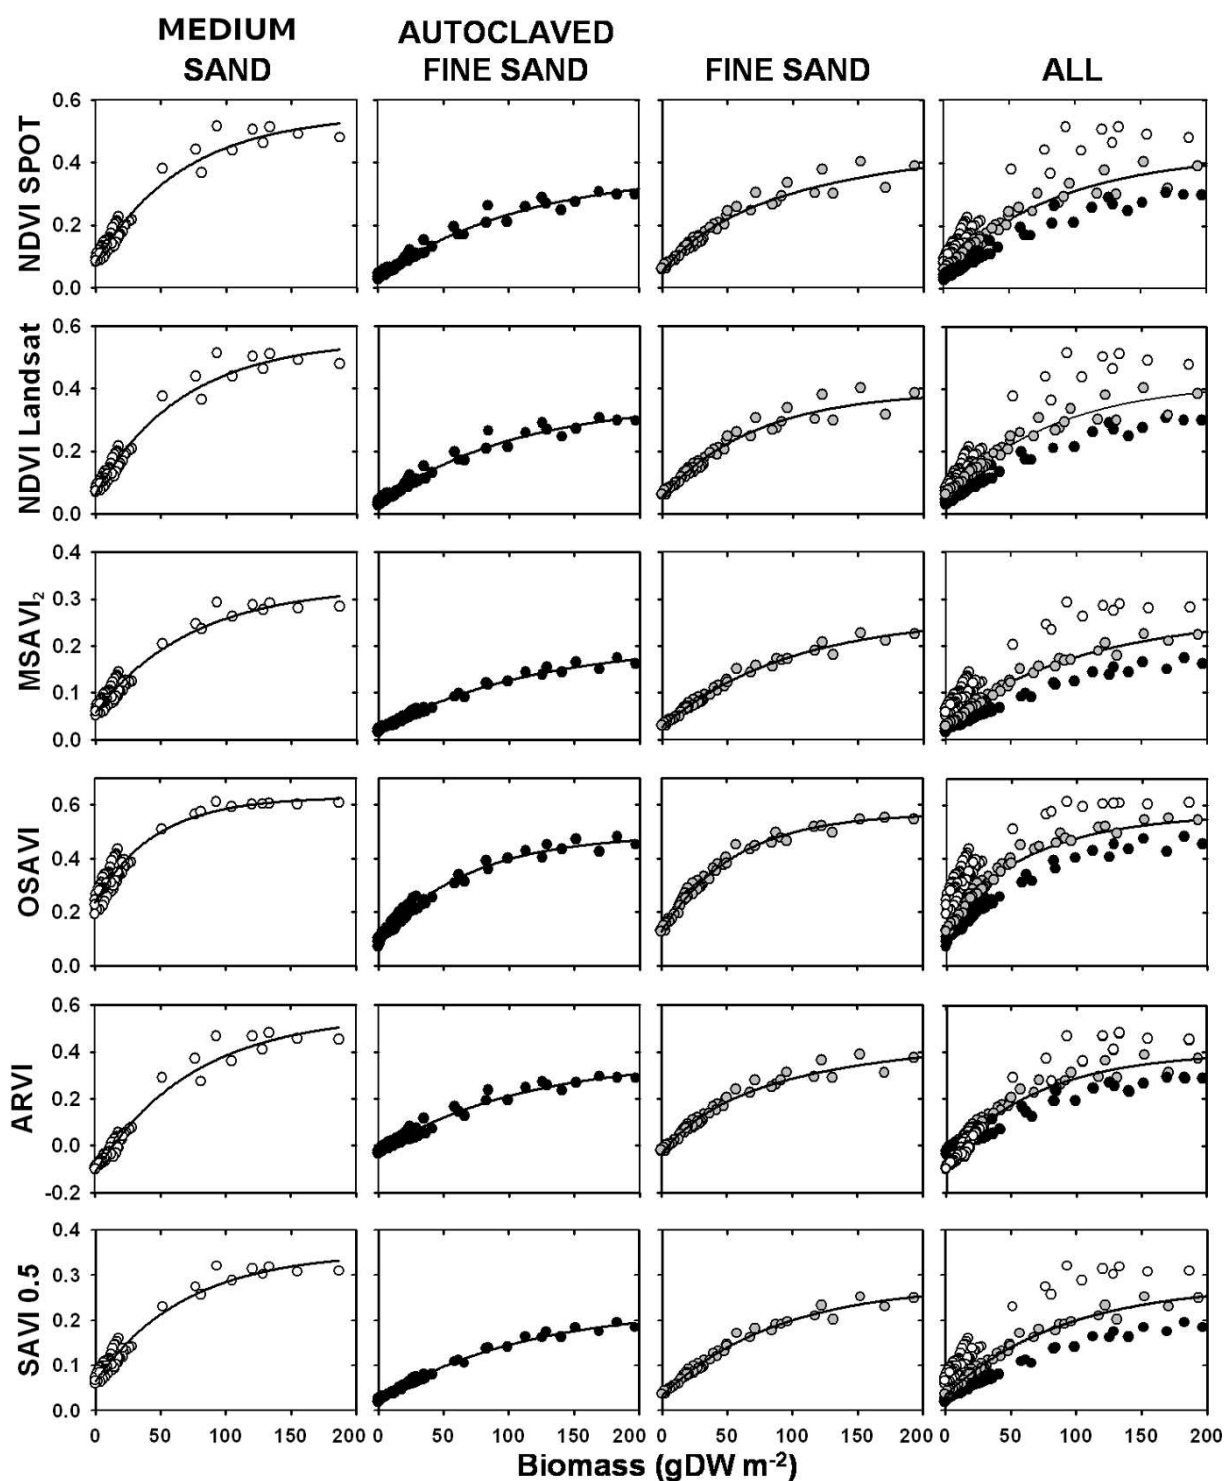 MEDIUM SAND
AUTOCLAVED FINE SAND
FINE SAND
ALL
NDVI SPOT
0.6
0.4
0.2
0.0
0 50 100 150 200
0 50 100 150 200
0 50 100 150 200
0 50 100 150 200
NDVI Landsat
0.6
0.4
0.2
0.0
MSAVI₂
0.4
0.3
0.2
0.1
0.0
OSAVI
0.6
0.4
0.2
0.0
ARVI
0.6
0.4
0.2
0.0
-0.2
SAVI 0.5
0.4
0.3
0.2
0.1
0.0
Biomass (gDW m⁻²)